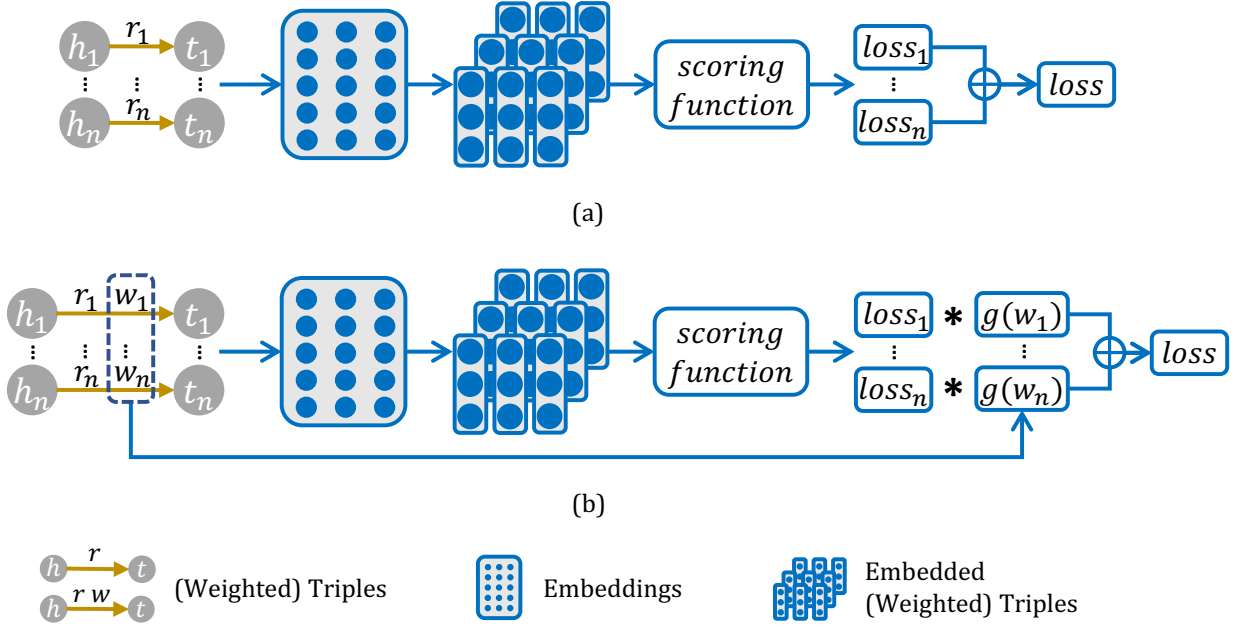 h₁ r₁ t₁
⋮ ⋮ ⋮
hₙ rₙ tₙ
scoring
function
loss₁
⋮
lossₙ
⊕
loss
(a)
h₁ r₁ w₁ t₁
⋮ ⋮ ⋮ ⋮
hₙ rₙ wₙ tₙ
scoring
function
loss₁ * g(w₁)
⋮ ⋮
lossₙ * g(wₙ)
⊕
loss
(b)
h r t
h r w t
(Weighted) Triples
Embeddings
Embedded
(Weighted) Triples